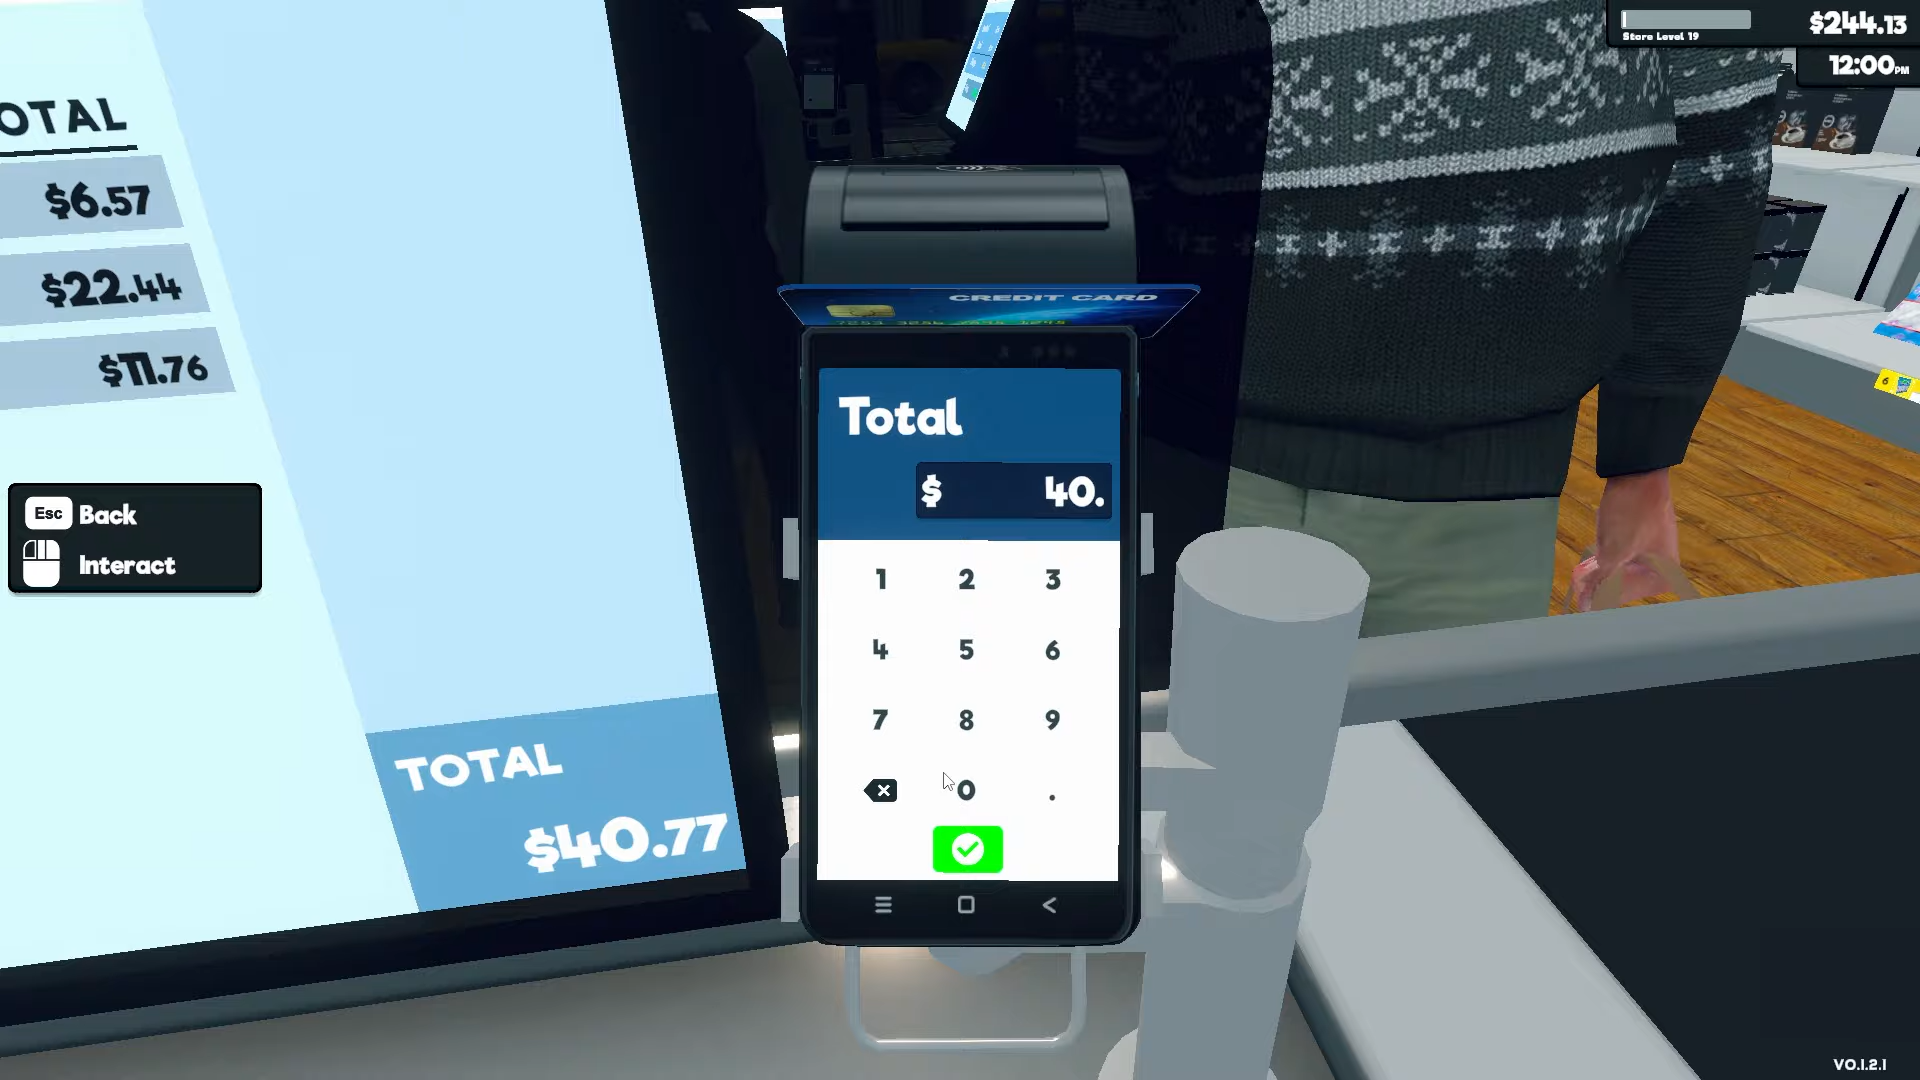 $244.13
Store Level 19
12:00PM
OTAL
$6.57
$22.44
$11.76
TOTAL
$40.77
Esc Back
Interact
CREDIT CARD
Total
$ 40.
1 2 3
4 5 6
7 8 9
0 .
6
V0.1.2.1